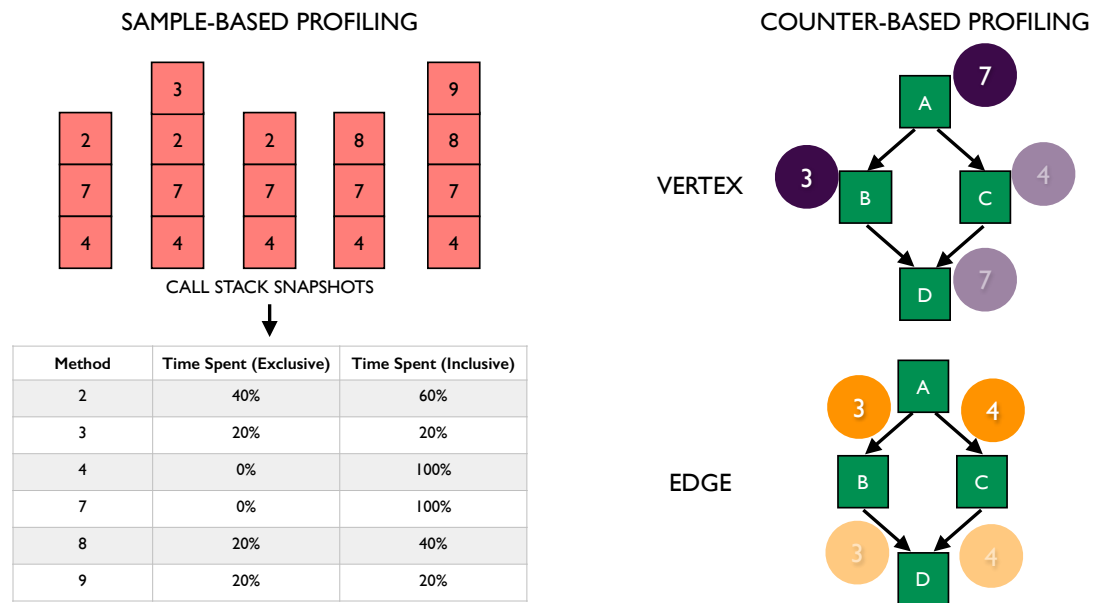 SAMPLE-BASED PROFILING
3 9
2 2 2 8 8
7 7 7 7 7
4 4 4 4 4
CALL STACK SNAPSHOTS
Method Time Spent (Exclusive) Time Spent (Inclusive)
2 40% 60%
3 20% 20%
4 0% 100%
7 0% 100%
8 20% 40%
9 20% 20%
COUNTER-BASED PROFILING
7
A
VERTEX 3 B C 4
D 7
A
3 4
EDGE B C
3 4
D